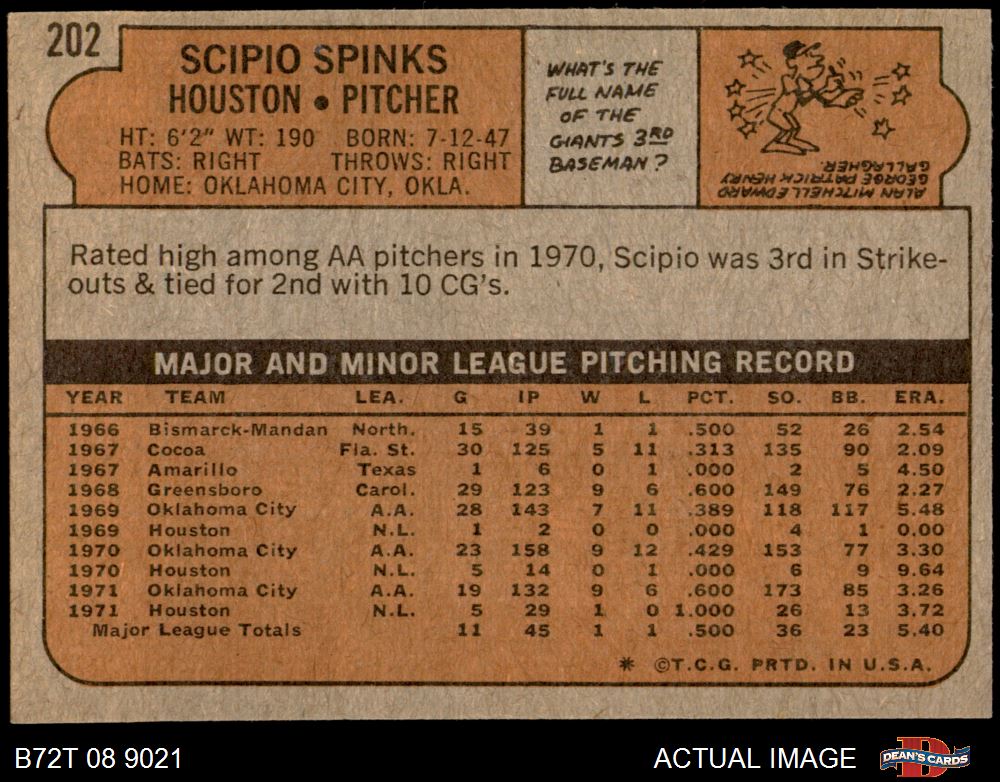 202
SCIPIO SPINKS
HOUSTON • PITCHER
HT: 6'2" WT: 190 BORN: 7-12-47
BATS: RIGHT THROWS: RIGHT
HOME: OKLAHOMA CITY, OKLA.
WHAT'S THE
FULL NAME
OF THE
GIANTS 3RD
BASEMAN?
ALAN MITCHELL EDWARD
GEORGE PATRICK HENRY
GALLAGHER.
Rated high among AA pitchers in 1970, Scipio was 3rd in Strike-
outs & tied for 2nd with 10 CG's.
MAJOR AND MINOR LEAGUE PITCHING RECORD
YEAR TEAM LEA. G IP W L PCT. SO. BB. ERA.
1966 Bismarck-Mandan North. 15 39 1 1 .500 52 26 2.54
1967 Cocoa Fla. St. 30 125 5 11 .313 135 90 2.09
1967 Amarillo Texas 1 6 0 1 .000 2 5 4.50
1968 Greensboro Carol. 29 123 9 6 .600 149 76 2.27
1969 Oklahoma City A.A. 28 143 7 11 .389 118 117 5.48
1969 Houston N.L. 1 2 0 0 .000 4 1 0.00
1970 Oklahoma City A.A. 23 158 9 12 .429 153 77 3.30
1970 Houston N.L. 5 14 0 1 .000 6 9 9.64
1971 Oklahoma City A.A. 19 132 9 6 .600 173 85 3.26
1971 Houston N.L. 5 29 1 0 1.000 26 13 3.72
Major League Totals 11 45 1 1 .500 36 23 5.40
* ©T.C.G. PRTD. IN U.S.A.
B72T 08 9021
ACTUAL IMAGE
DEAN'S CARDS